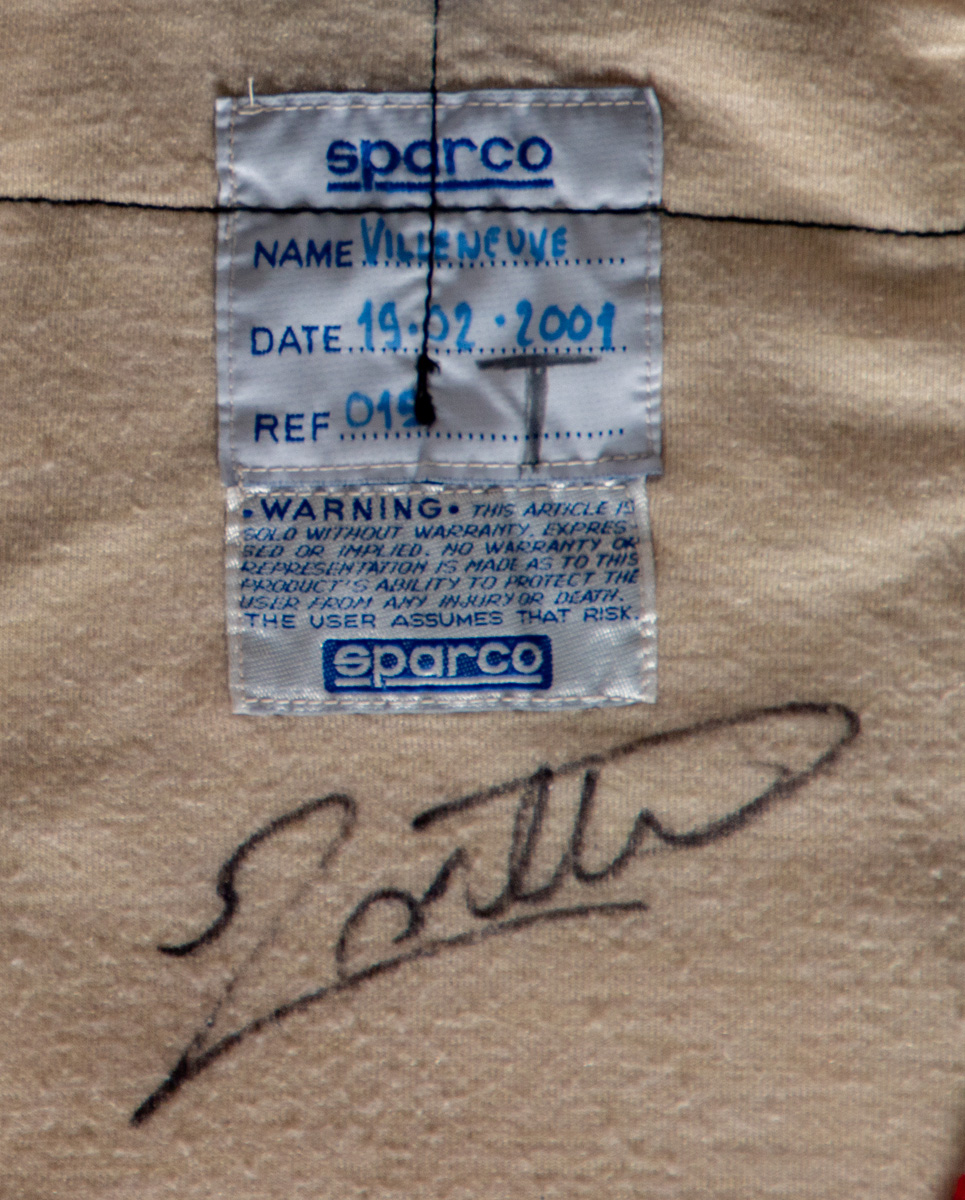 sparco
NAME VILLENEUVE
DATE 19·02·2001
REF 019
T
•WARNING• THIS ARTICLE IS
SOLD WITHOUT WARRANTY, EXPRES-
SED OR IMPLIED. NO WARRANTY OR
REPRESENTATION IS MADE AS TO THIS
PRODUCT'S ABILITY TO PROTECT THE
USER FROM ANY INJURY OR DEATH.
THE USER ASSUMES THAT RISK.
sparco